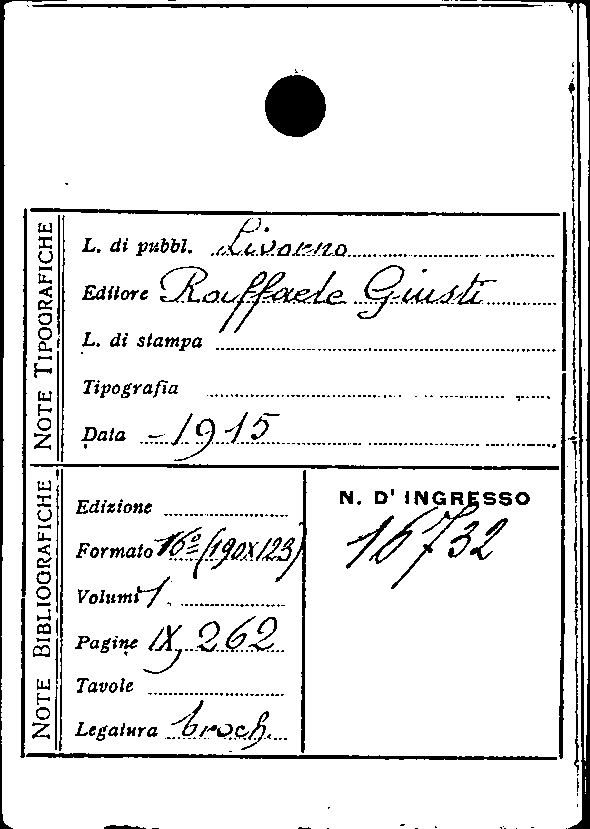 NOTE TIPOGRAFICHE
L. di pubbl. Livorno
Editore Raffaele Giusti
L. di stampa
Tipografia
Data - 1915
NOTE BIBLIOGRAFICHE
Edizione
Formato 16º (190x123)
Volumi 1
Pagine IX, 262
Tavole
Legatura broch.
N. D' INGRESSO
16732